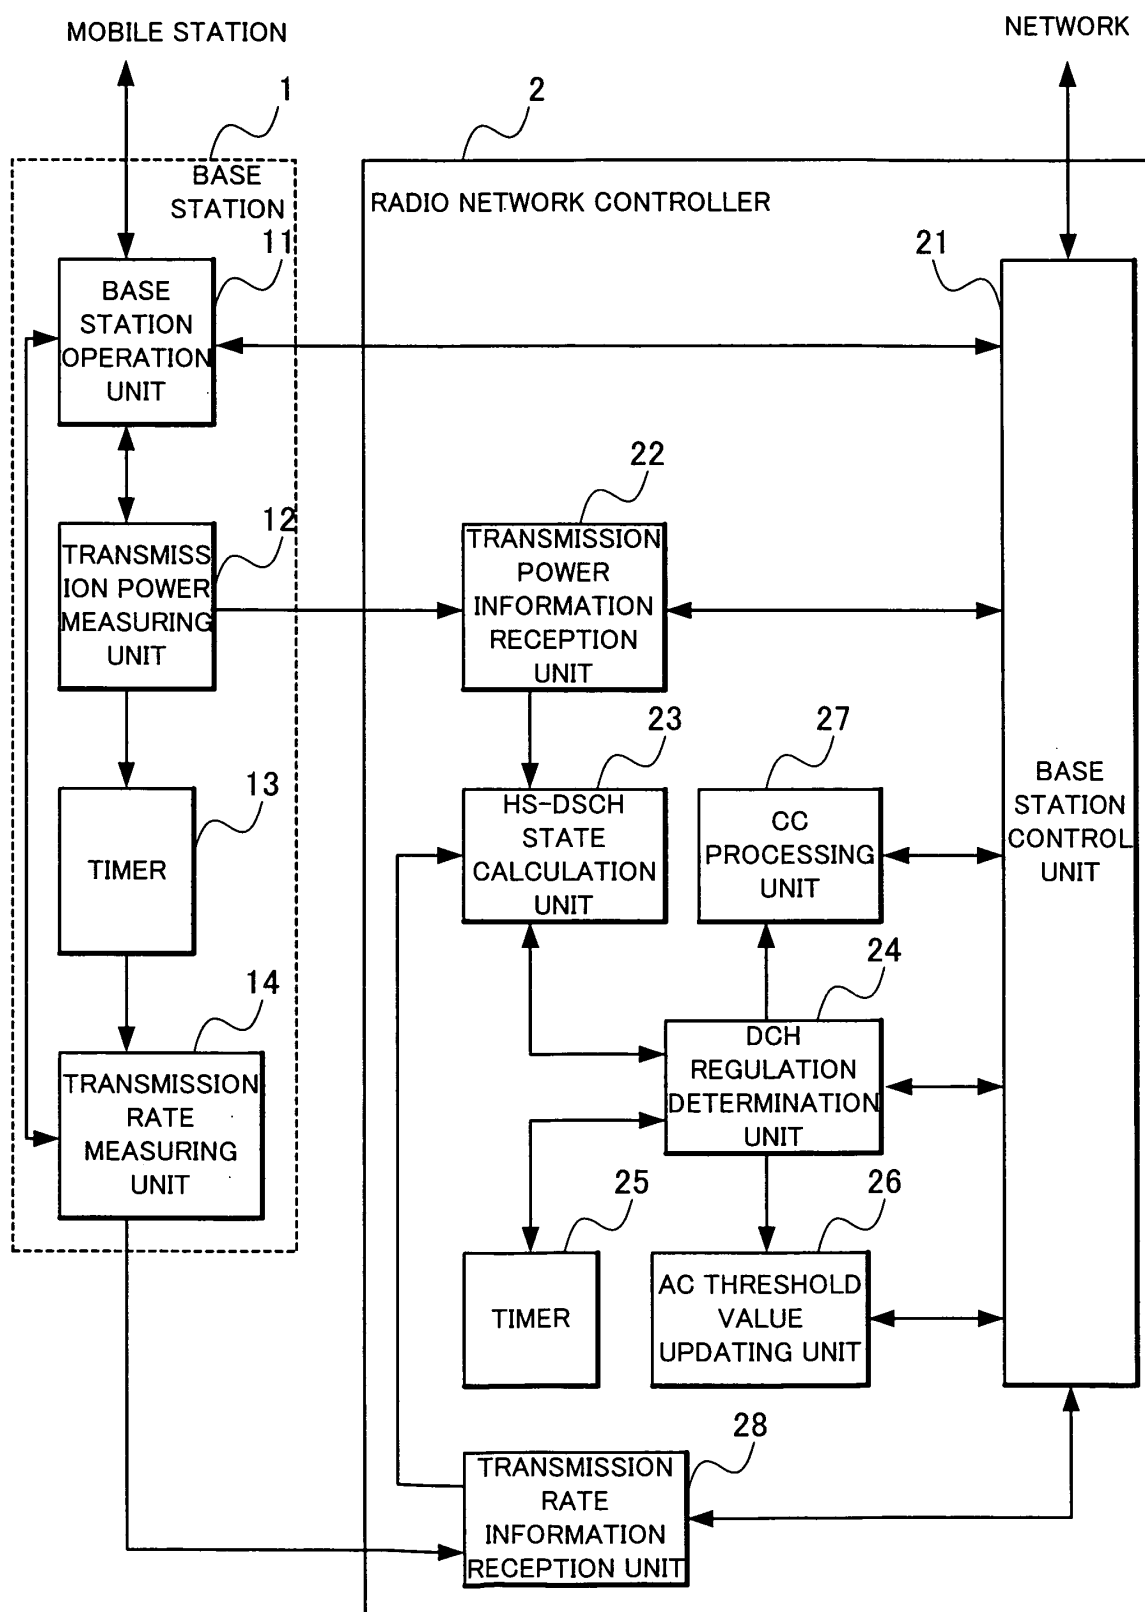 MOBILE STATION
NETWORK
1
2
BASE
STATION
RADIO NETWORK CONTROLLER
11
21
BASE
STATION
OPERATION
UNIT
22
12
TRANSMISS
ION POWER
MEASURING
UNIT
TRANSMISSION
POWER
INFORMATION
RECEPTION
UNIT
23
27
13
HS-DSCH
STATE
CALCULATION
UNIT
CC
PROCESSING
UNIT
BASE
STATION
CONTROL
UNIT
TIMER
24
14
DCH
REGULATION
DETERMINATION
UNIT
TRANSMISSION
RATE
MEASURING
UNIT
25
26
TIMER
AC THRESHOLD
VALUE
UPDATING UNIT
28
TRANSMISSION
RATE
INFORMATION
RECEPTION UNIT